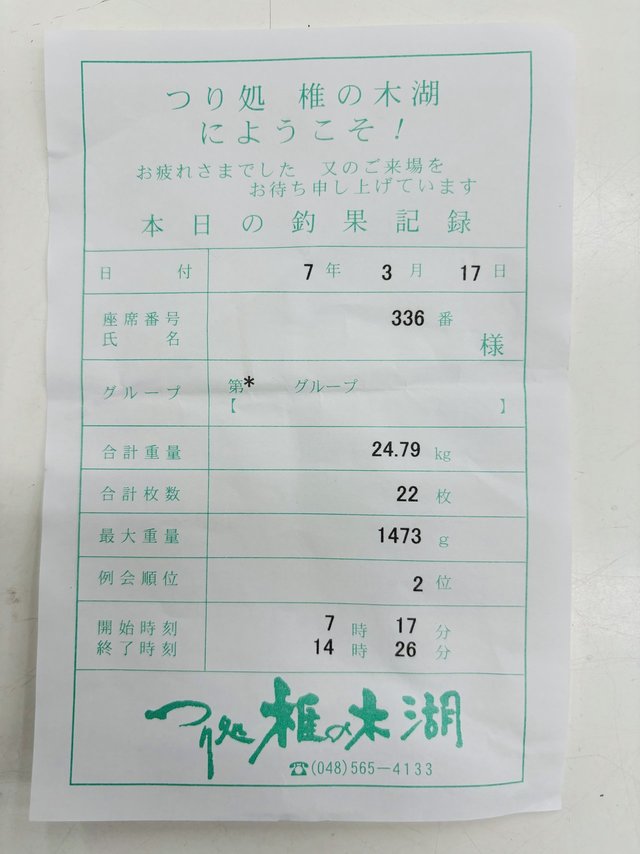 つり処 椎の木湖
にようこそ!
お疲れさまでした 又のご来場を
お待ち申し上げています
本日の釣果記録
日付 7年 3月 17日
座席番号 336番
氏名 様
グループ 第* グループ
【 】
合計重量 24.79 kg
合計枚数 22 枚
最大重量 1473 g
例会順位 2 位
開始時刻 7 時 17 分
終了時刻 14 時 26 分
つり処 椎の木湖
☎(048)565-4133